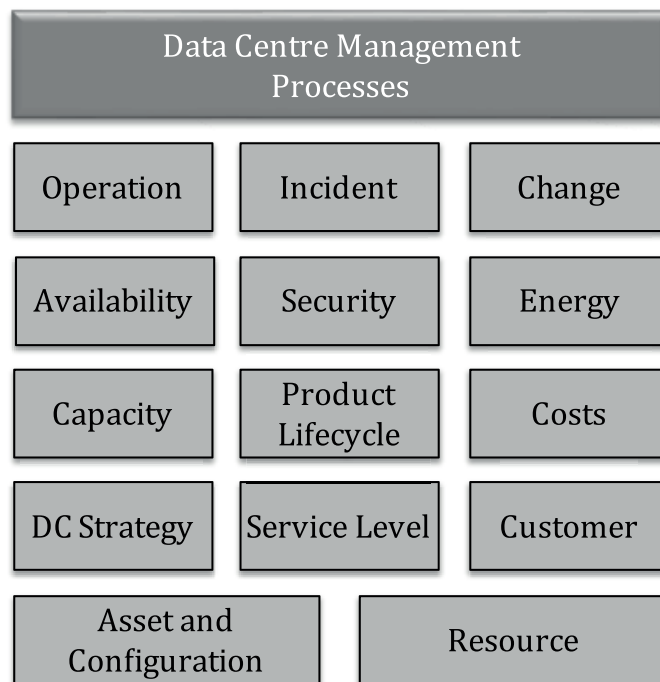 Data Centre Management
Processes
Operation
Incident
Change
Availability
Security
Energy
Capacity
Product
Lifecycle
Costs
DC Strategy
Service Level
Customer
Asset and
Configuration
Resource